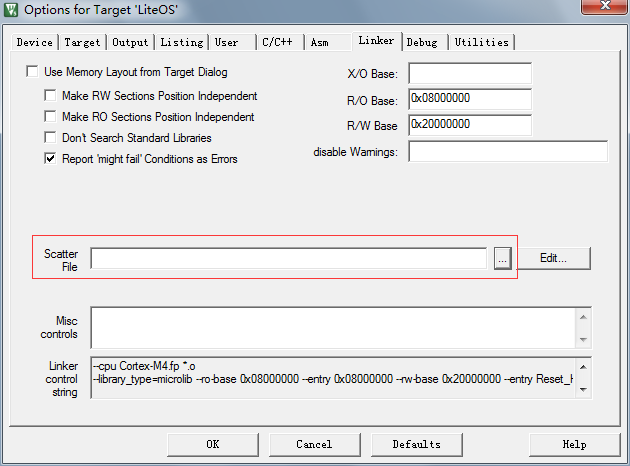 Options for Target 'LiteOS'
Device Target Output Listing User C/C++ Asm Linker Debug Utilities
Use Memory Layout from Target Dialog
X/O Base:
Make RW Sections Position Independent
R/O Base: 0x08000000
Make RO Sections Position Independent
R/W Base 0x20000000
Don't Search Standard Libraries
disable Warnings:
Report 'might fail' Conditions as Errors
Scatter
File
...
Edit...
Misc
controls
Linker
control
string
--cpu Cortex-M4.fp *.o
--library_type=microlib --ro-base 0x08000000 --entry 0x08000000 --rw-base 0x20000000 --entry Reset_H
OK Cancel Defaults Help